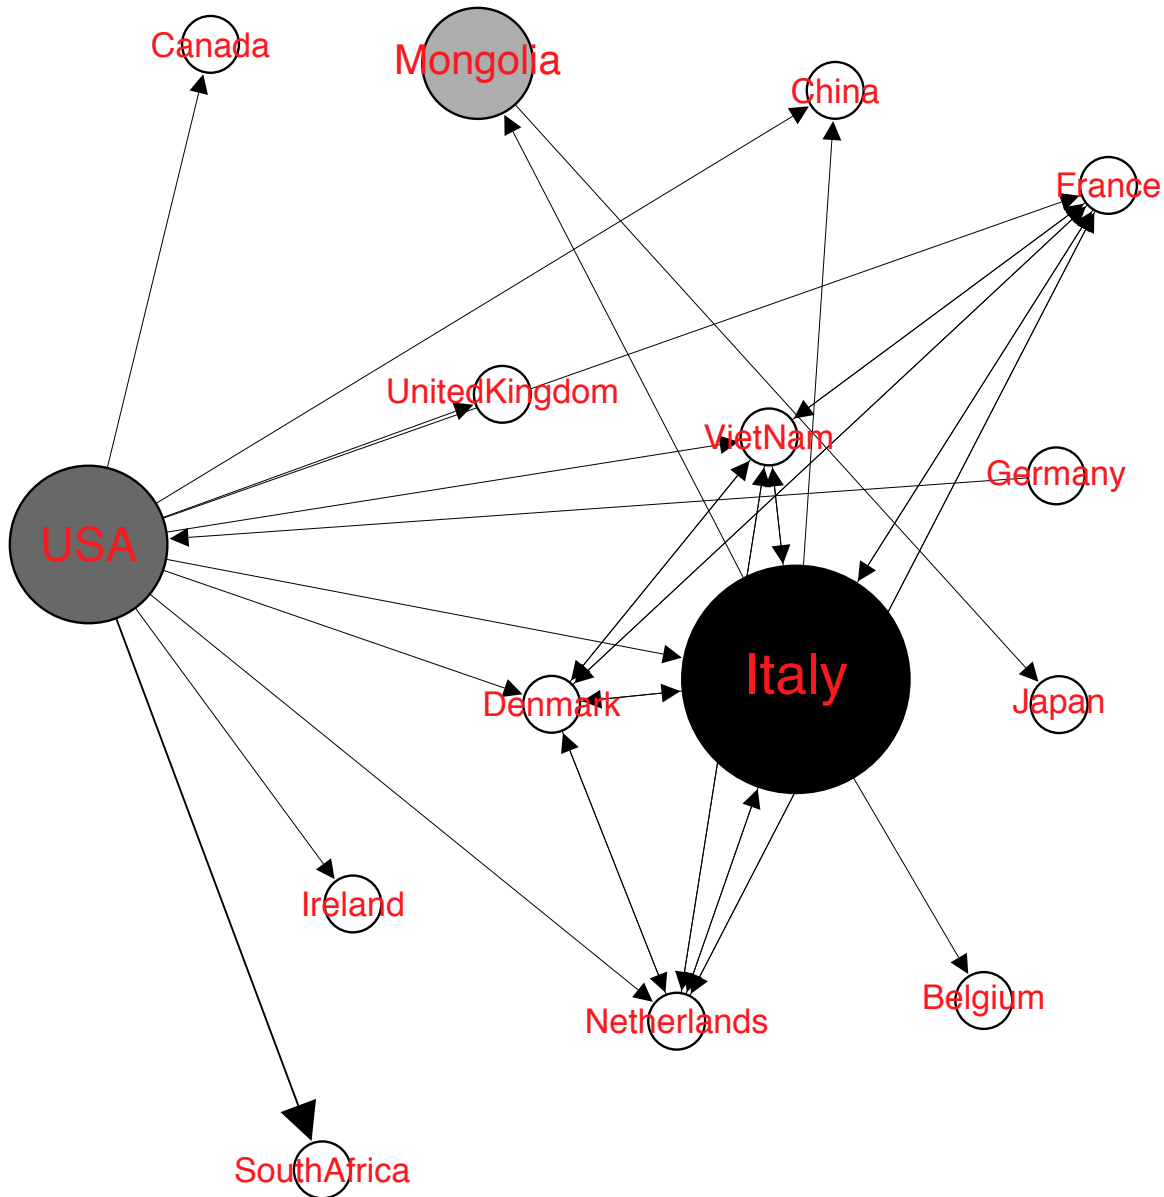 Canada
Mongolia
China
France
UnitedKingdom
VietNam
Germany
USA
Italy
Denmark
Japan
Ireland
Belgium
Netherlands
SouthAfrica